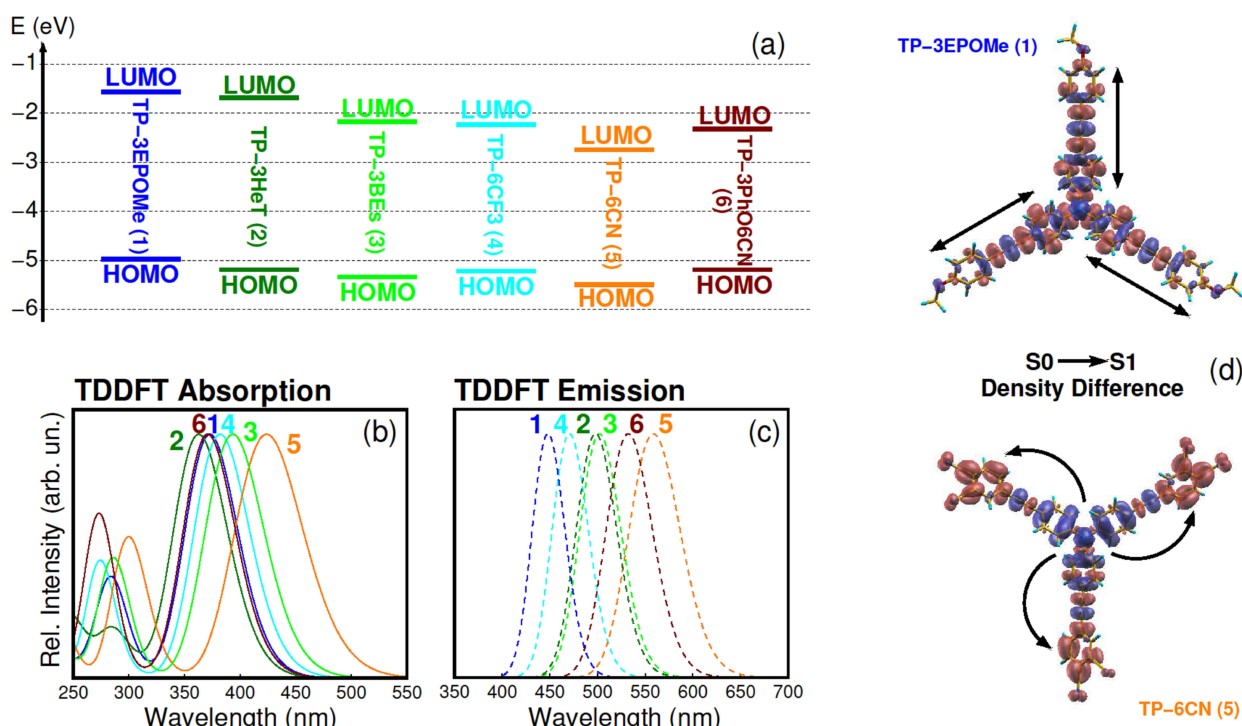 E (eV)
(a)
−1
−2
−3
−4
−5
−6
LUMO
TP−3EPOMe (1)
HOMO
LUMO
TP−3HeT (2)
HOMO
LUMO
TP−3BEs (3)
HOMO
LUMO
TP−6CF3 (4)
HOMO
LUMO
TP−6CN (5)
HOMO
LUMO
TP−3PhO6CN
(6)
HOMO
TP−3EPOMe (1)
TDDFT Absorption
(b)
2 6 1 4 3 5
Rel. Intensity (arb. un.)
250 300 350 400 450 500 550
Wavelength (nm)
TDDFT Emission
(c)
1 4 2 3 6 5
350 400 450 500 550 600 650 700
Wavelength (nm)
S0 S1
Density Difference
(d)
TP−6CN (5)